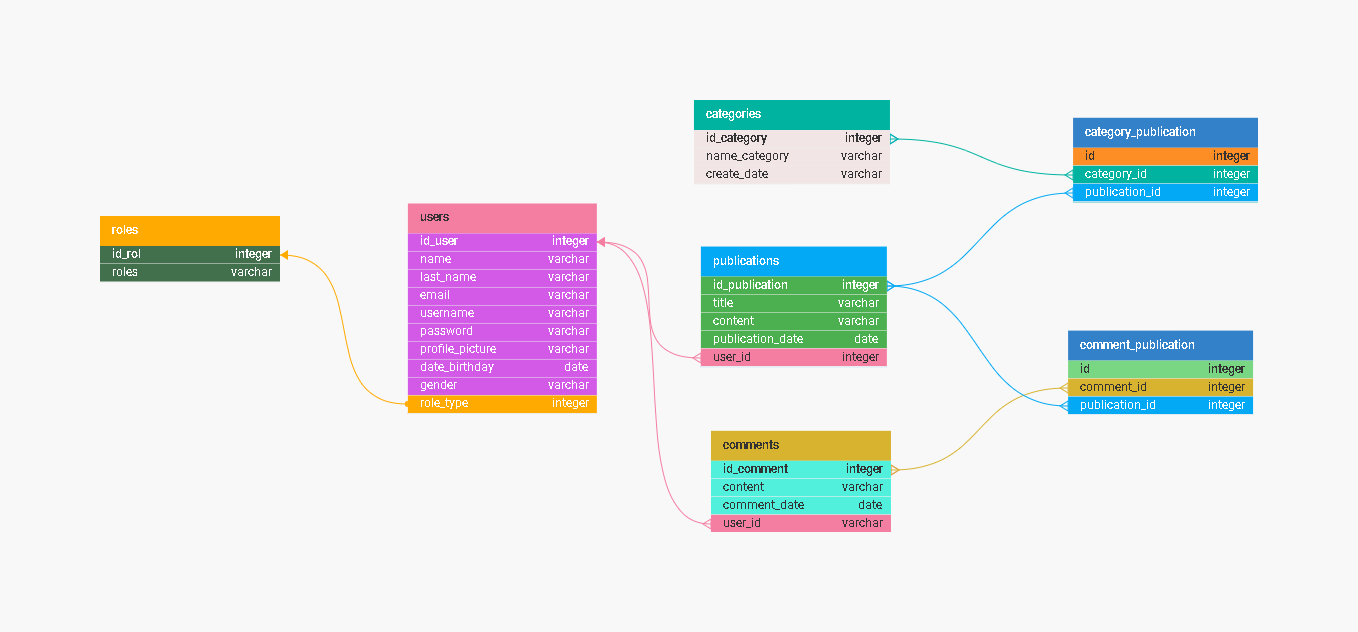 roles
id_rol integer
roles varchar
users
id_user integer
name varchar
last_name varchar
email varchar
username varchar
password varchar
profile_picture varchar
date_birthday date
gender varchar
role_type integer
categories
id_category integer
name_category varchar
create_date varchar
publications
id_publication integer
title varchar
content varchar
publication_date date
user_id integer
comments
id_comment integer
content varchar
comment_date date
user_id varchar
category_publication
id integer
category_id integer
publication_id integer
comment_publication
id integer
comment_id integer
publication_id integer